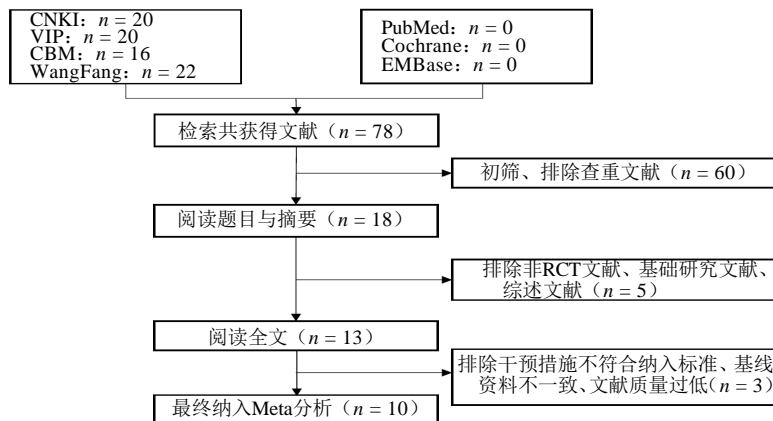 CNKI：n = 20
VIP：n = 20
CBM：n = 16
WangFang：n = 22
PubMed = 0
Cochrane：n = 0
EMBase：n = 0
检索共获得文献（n = 78）
初筛、排除查重文献（n = 60）
阅读题目与摘要（n = 18）
排除非RCT文献、基础研究文献、
综述文献（n = 5）
阅读全文（n = 13）
排除干预措施不符合纳入标准、基线
资料不一致、文献质量过低（n = 3）
最终纳入Meta分析（n = 10）